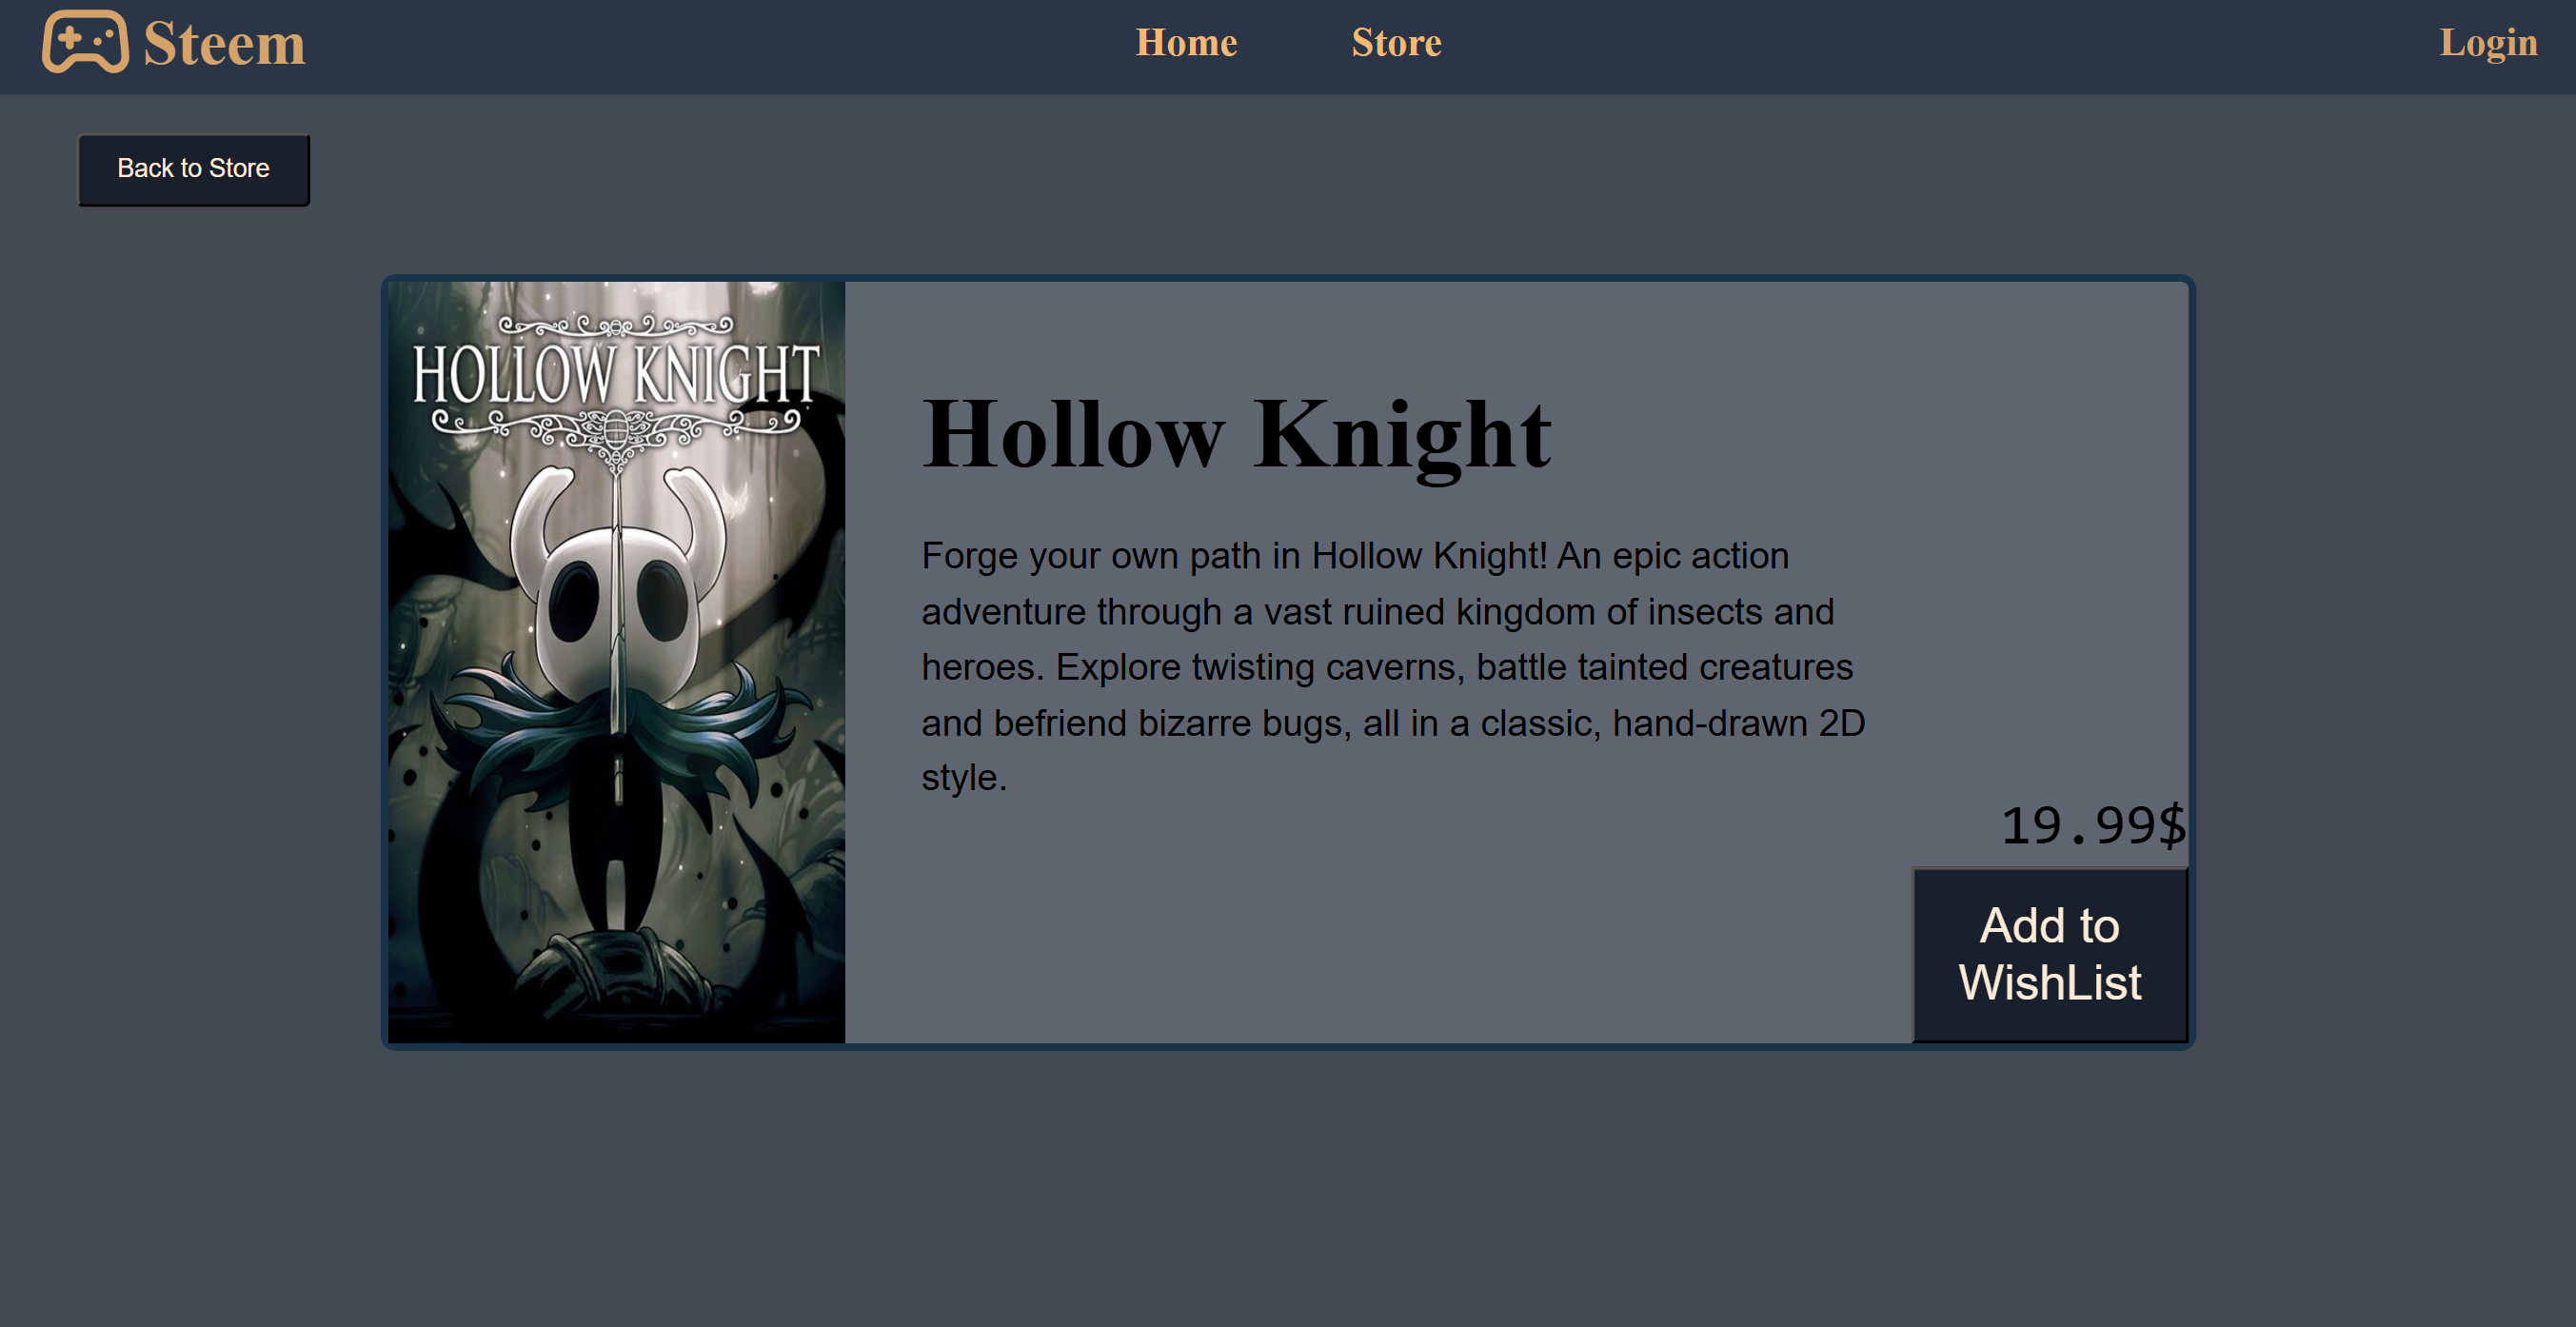 Steem
Home
Store
Login
Back to Store
HOLLOW KNIGHT
Hollow Knight
Forge your own path in Hollow Knight! An epic action
adventure through a vast ruined kingdom of insects and
heroes. Explore twisting caverns, battle tainted creatures
and befriend bizarre bugs, all in a classic, hand-drawn 2D
style.
19.99$
Add to
WishList